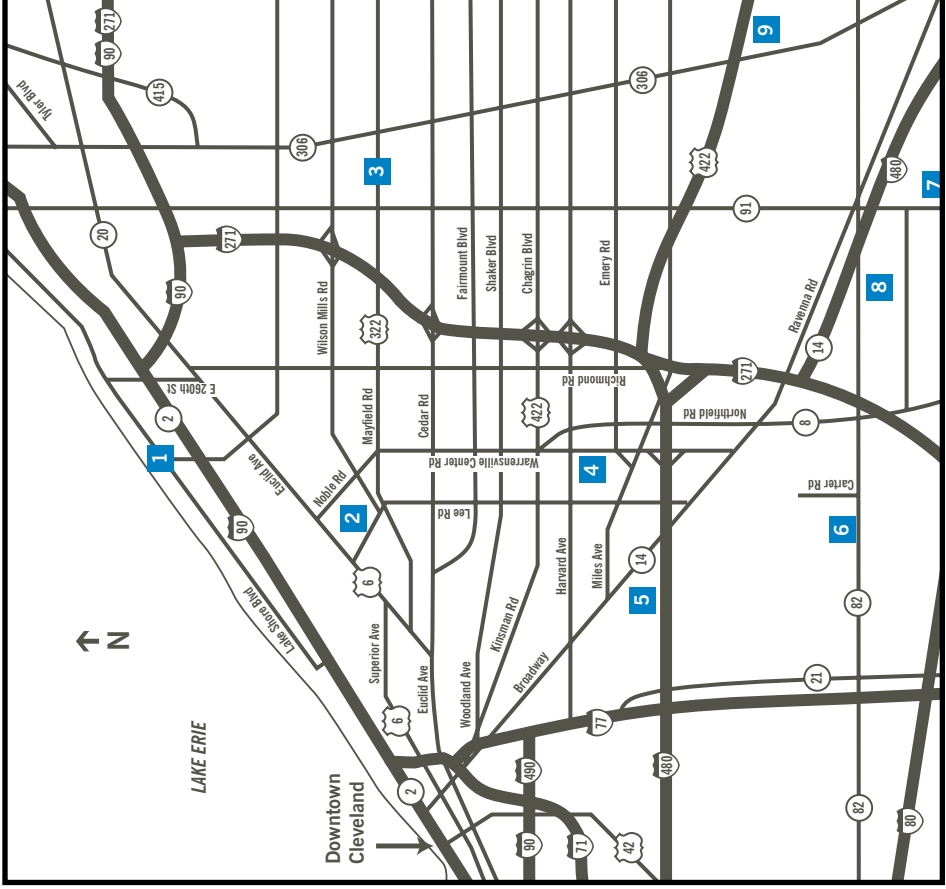 271
90
415
Tyler Blvd
306
306
9
422
480
7
3
91
20
271
90
Wilson Mills Rd
322
Fairmount Blvd
Shaker Blvd
Chagrin Blvd
Emery Rd
Ravenna Rd
8
14
271
E 260th St
2
1
Mayfield Rd
Cedar Rd
422
Richmond Rd
Northfield Rd
8
Euclid Ave
Noble Rd
Warrensville Center Rd
4
2
Lee Rd
Carter Rd
6
90
6
Harvard Ave
Miles Ave
14
5
82
Lake Shore Blvd
N
Superior Ave
Euclid Ave
Woodland Ave
Kinsman Rd
Broadway
21
6
77
LAKE ERIE
2
490
480
82
80
Downtown
Cleveland
90
71
42